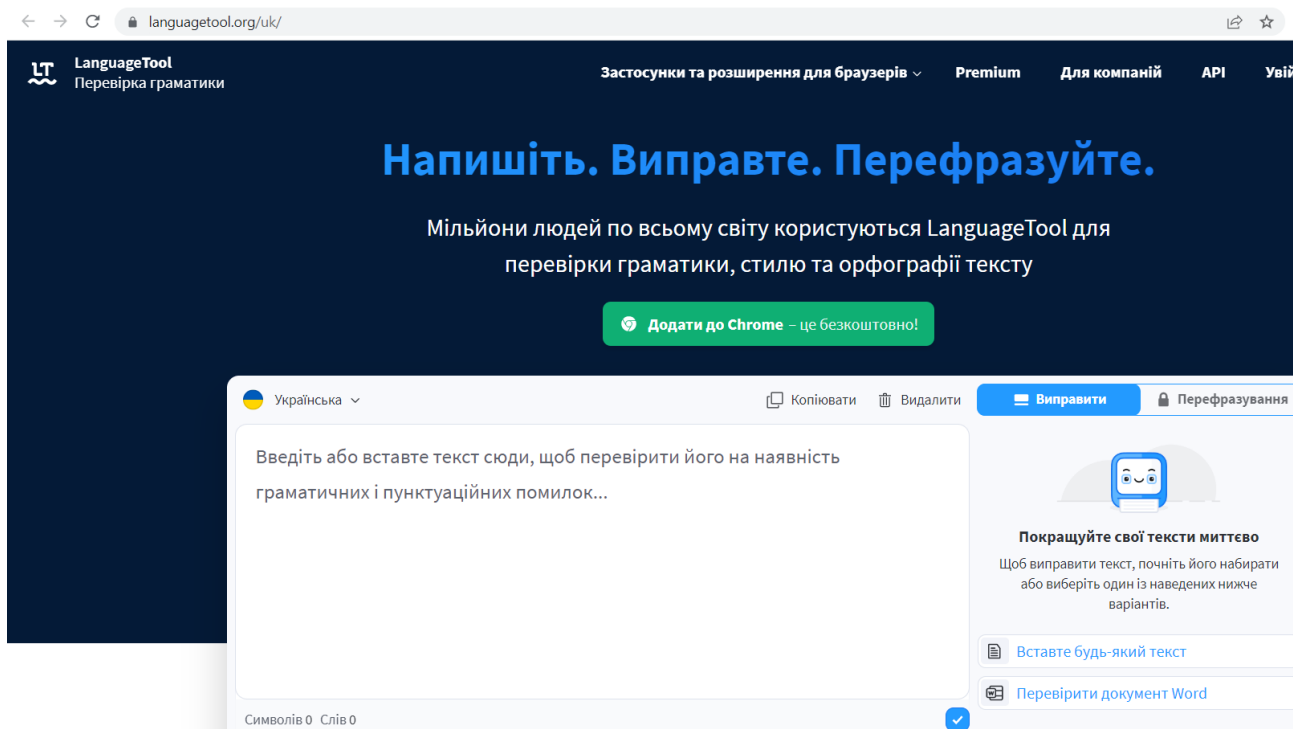 languagetool.org/uk/
LanguageTool
Перевірка граматики
Застосунки та розширення для браузерів
Premium
Для компаній
API
Напишіть. Виправте. Перефразуйте.
Мільйони людей по всьому світу користуються LanguageTool для
перевірки граматики, стилю та орфографії тексту
Додати до Chrome – це безкоштовно!
Українська
Копіювати
Видалити
Виправити
Перефразування
Введіть або вставте текст сюди, щоб перевірити його на наявність
граматичних і пунктуаційних помилок...
Покращуйте свої тексти миттєво
Щоб виправити текст, почніть його набирати
або виберіть один із наведених нижче
варіантів.
Вставте будь-який текст
Перевірити документ Word
Символів 0 Слів 0